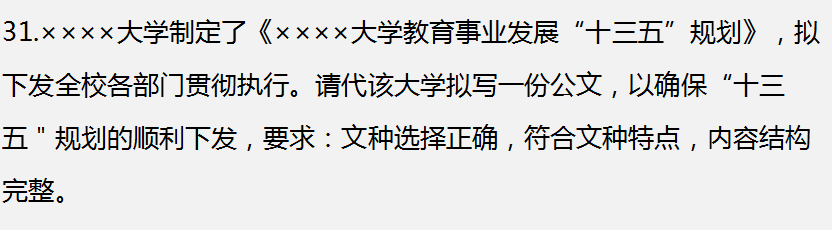 31.××××大学制定了《××××大学教育事业发展“十三五”规划》，拟
下发全校各部门贯彻执行。请代该大学拟写一份公文，以确保“十三
五＂规划的顺利下发，要求：文种选择正确，符合文种特点，内容结构
完整。